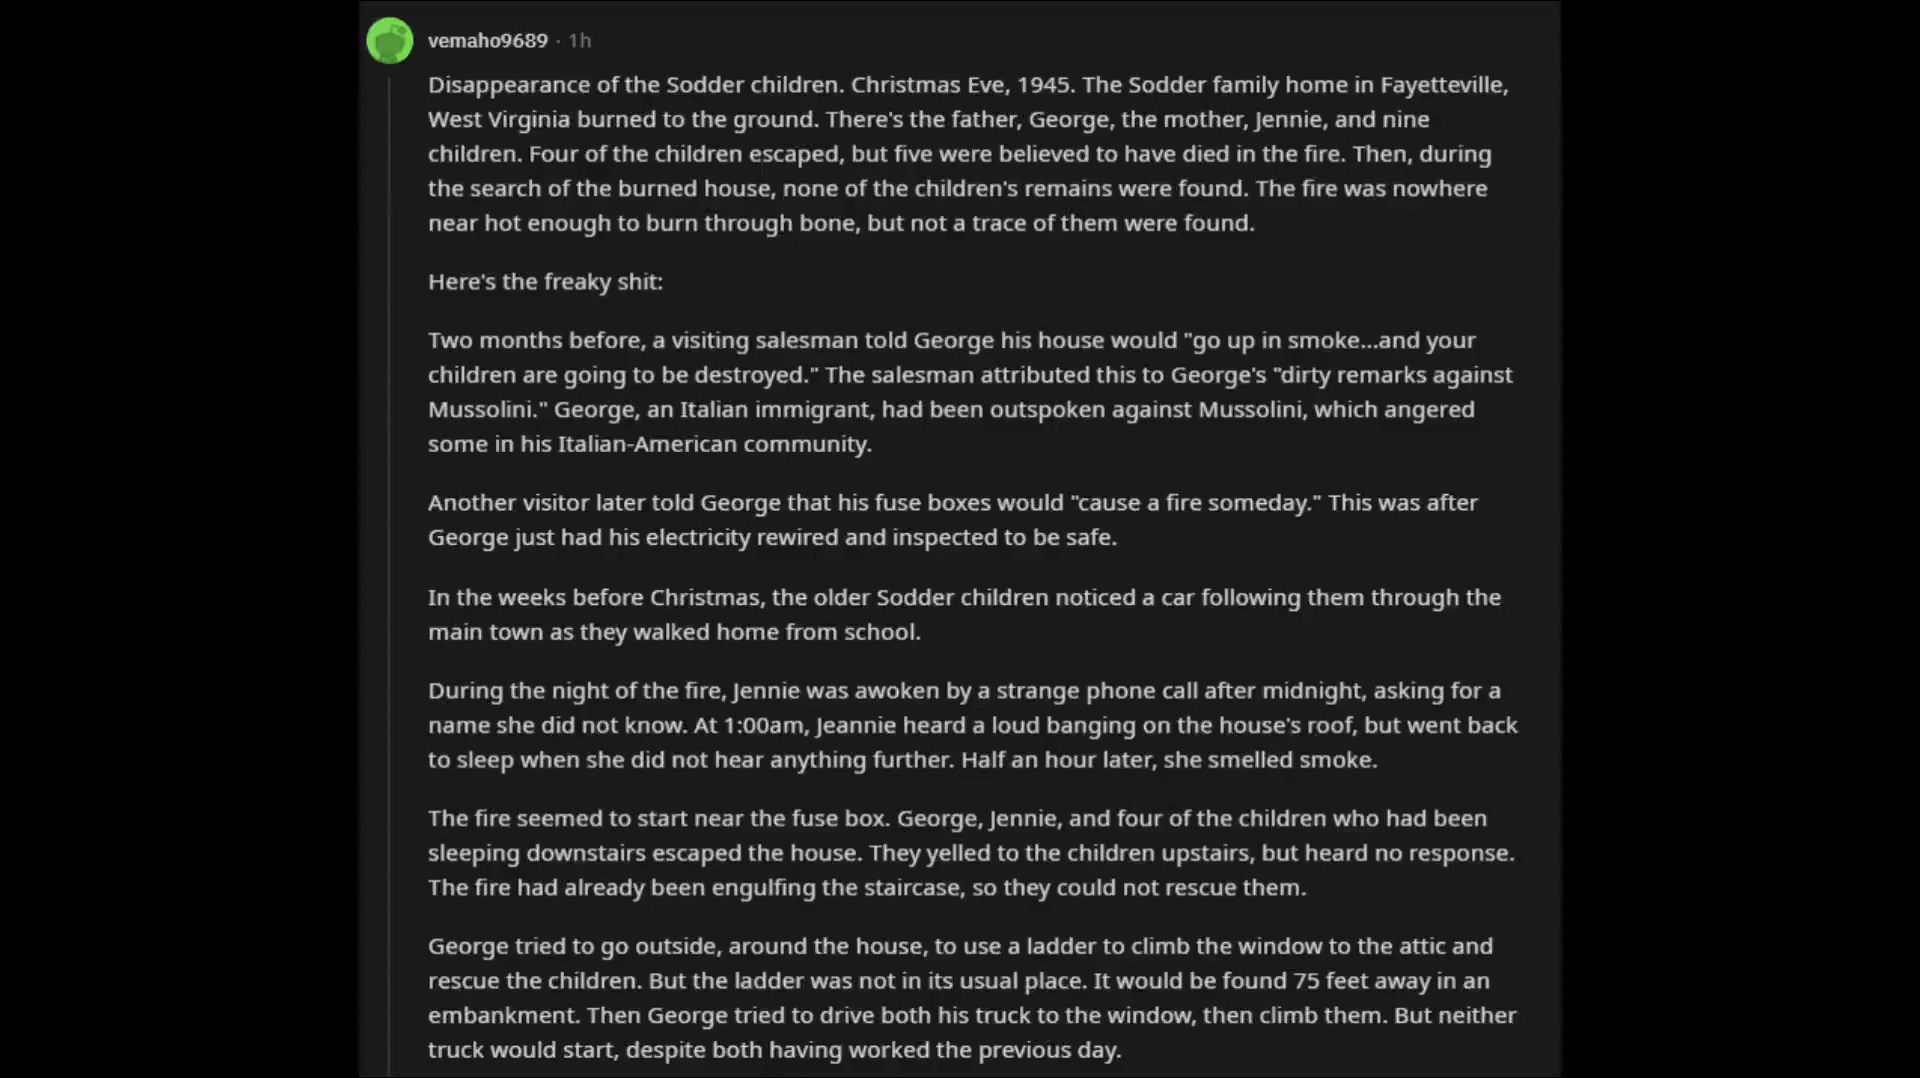 vemaho9689 · 1h
Disappearance of the Sodder children. Christmas Eve, 1945. The Sodder family home in Fayetteville,
West Virginia burned to the ground. There's the father, George, the mother, Jennie, and nine
children. Four of the children escaped, but five were believed to have died in the fire. Then, during
the search of the burned house, none of the children's remains were found. The fire was nowhere
near hot enough to burn through bone, but not a trace of them were found.
Here's the freaky shit:
Two months before, a visiting salesman told George his house would "go up in smoke...and your
children are going to be destroyed." The salesman attributed this to George's "dirty remarks against
Mussolini." George, an Italian immigrant, had been outspoken against Mussolini, which angered
some in his Italian-American community.
Another visitor later told George that his fuse boxes would "cause a fire someday." This was after
George just had his electricity rewired and inspected to be safe.
In the weeks before Christmas, the older Sodder children noticed a car following them through the
main town as they walked home from school.
During the night of the fire, Jennie was awoken by a strange phone call after midnight, asking for a
name she did not know. At 1:00am, Jeannie heard a loud banging on the house's roof, but went back
to sleep when she did not hear anything further. Half an hour later, she smelled smoke.
The fire seemed to start near the fuse box. George, Jennie, and four of the children who had been
sleeping downstairs escaped the house. They yelled to the children upstairs, but heard no response.
The fire had already been engulfing the staircase, so they could not rescue them.
George tried to go outside, around the house, to use a ladder to climb the window to the attic and
rescue the children. But the ladder was not in its usual place. It would be found 75 feet away in an
embankment. Then George tried to drive both his truck to the window, then climb them. But neither
truck would start, despite both having worked the previous day.